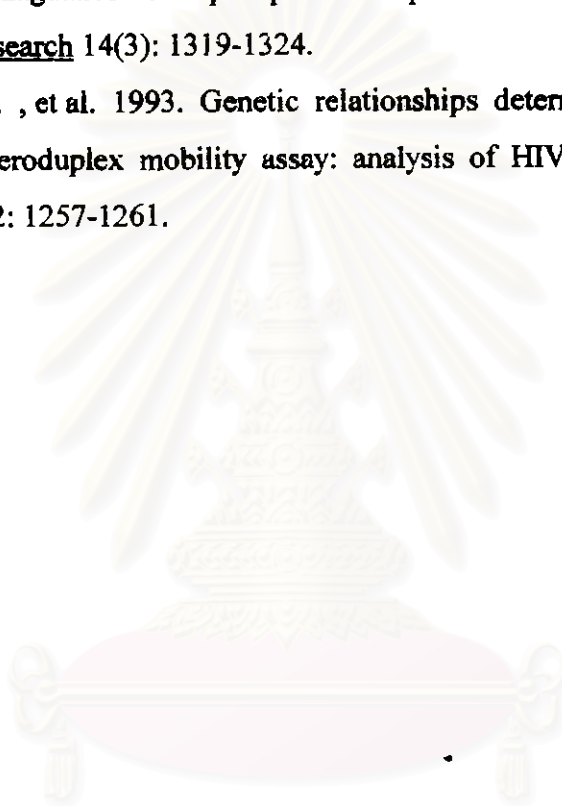 search 14(3): 1319-1324.
. , et al. 1993. Genetic relationships deter
eroduplex mobility assay: analysis of HIV
2: 1257-1261.